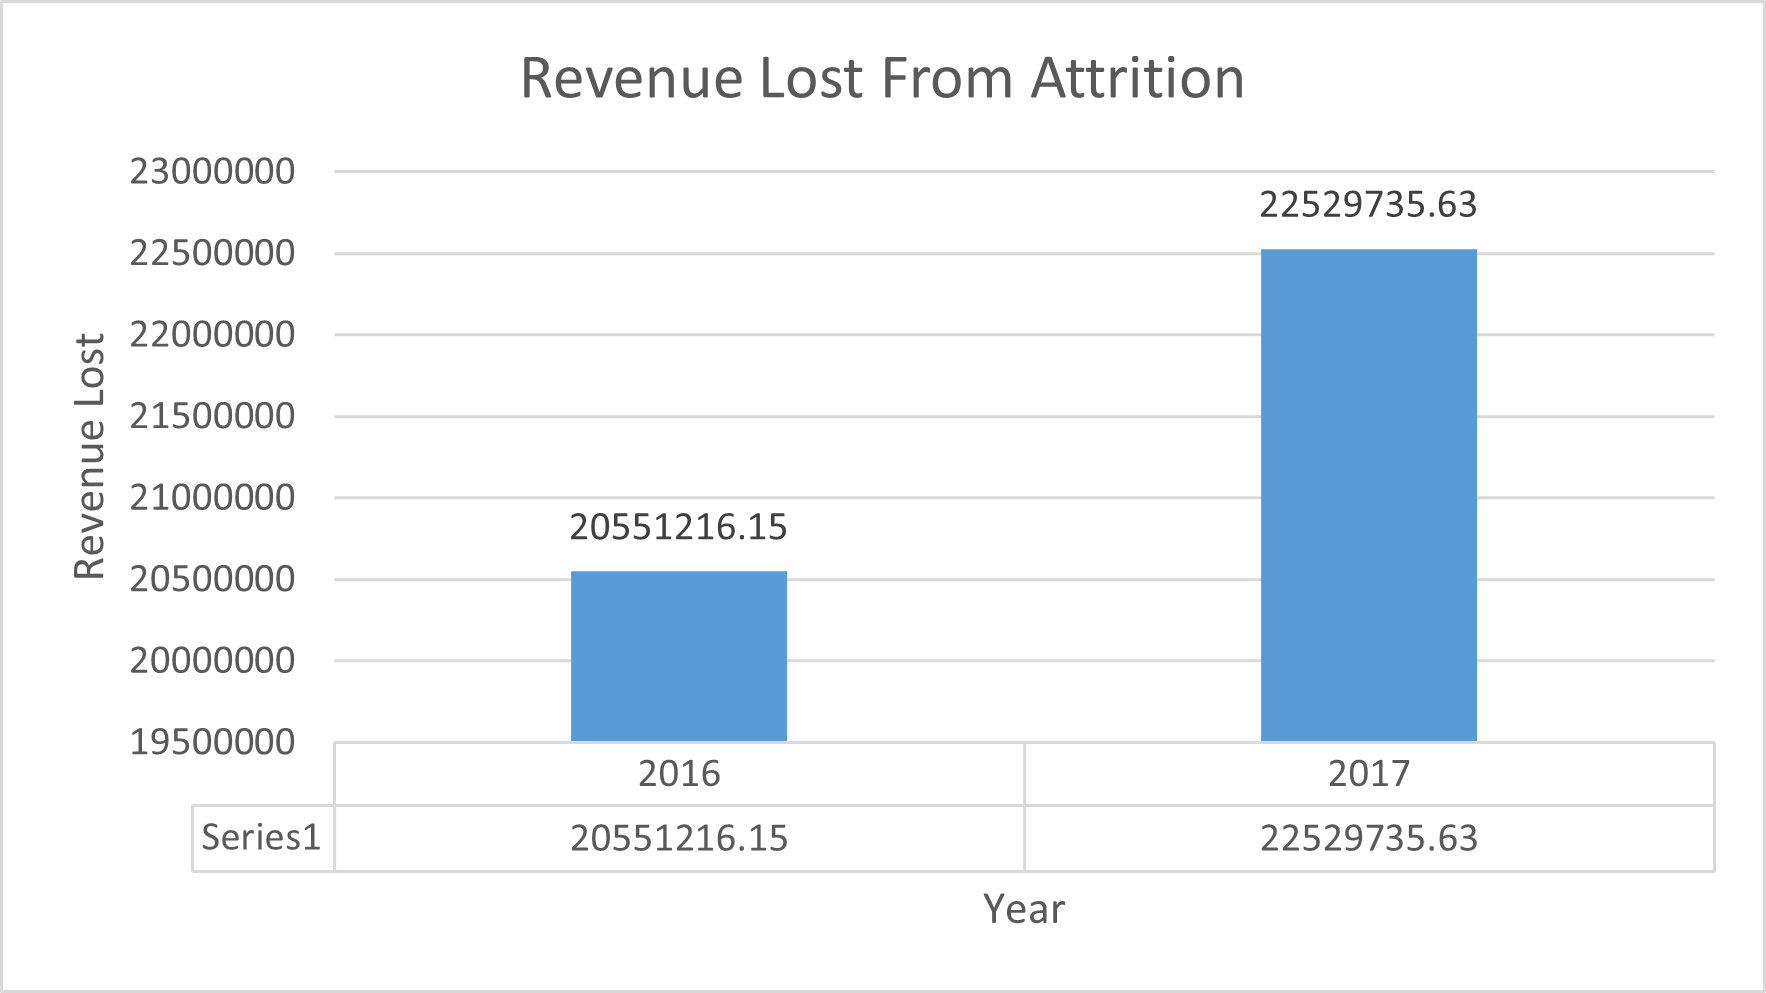 Revenue Lost From Attrition
Revenue Lost
23000000
22500000
22000000
21500000
21000000
20500000
20000000
19500000
20551216.15
22529735.63
2016 2017
Series1 20551216.15 22529735.63
Year